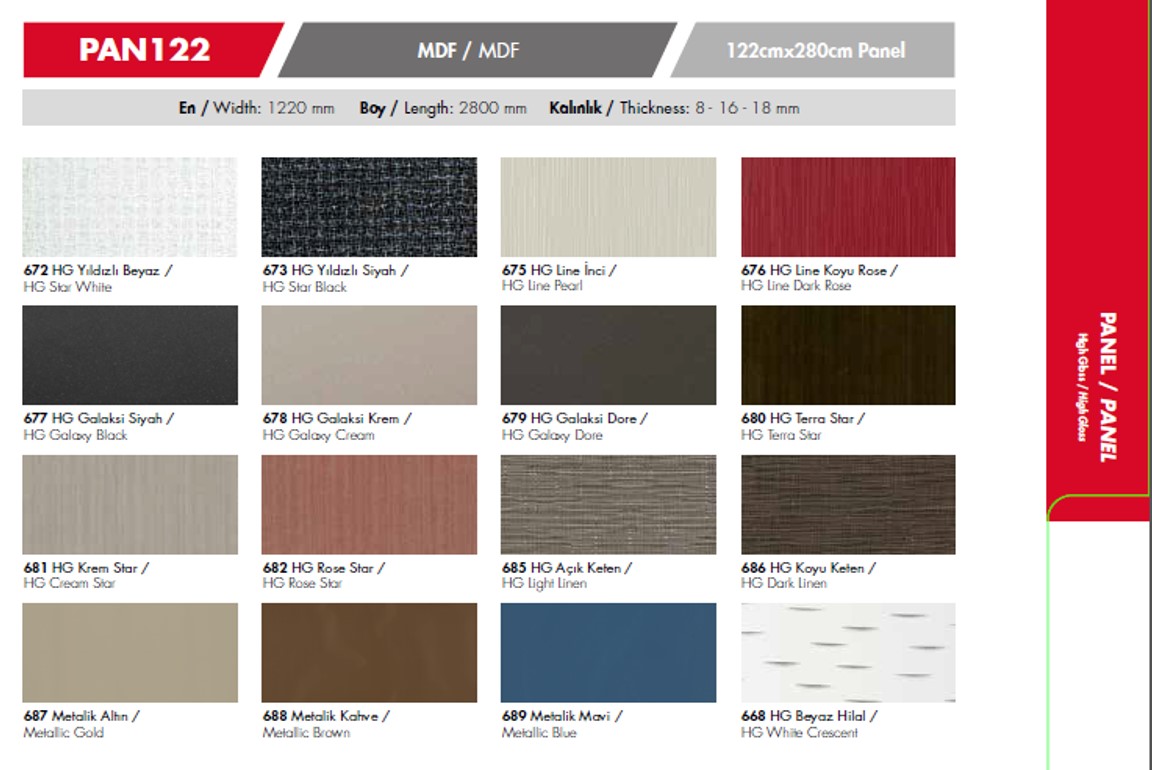 PAN122
MDF / MDF
122cmx280cm Panel
En / Width: 1220 mm Boy / Length: 2800 mm Kalınlık / Thickness: 8 - 16 - 18 mm
672 HG Yıldızlı Beyaz /
HG Star White
673 HG Yıldızlı Siyah /
HG Star Black
675 HG Line İnci /
HG Line Pearl
676 HG Line Koyu Rose /
HG Line Dark Rose
677 HG Galaksi Siyah /
HG Galaxy Black
678 HG Galaksi Krem /
HG Galaxy Cream
679 HG Galaksi Dore /
HG Galaxy Dore
680 HG Terra Star /
HG Terra Star
681 HG Krem Star /
HG Cream Star
682 HG Rose Star /
HG Rose Star
685 HG Açık Keten /
HG Light Linen
686 HG Koyu Keten /
HG Dark Linen
687 Metalik Altın /
Metallic Gold
688 Metalik Kahve /
Metallic Brown
689 Metalik Mavi /
Metallic Blue
668 HG Beyaz Hilal /
HG White Crescent
PANEL / PANEL
High Gloss / High Gloss